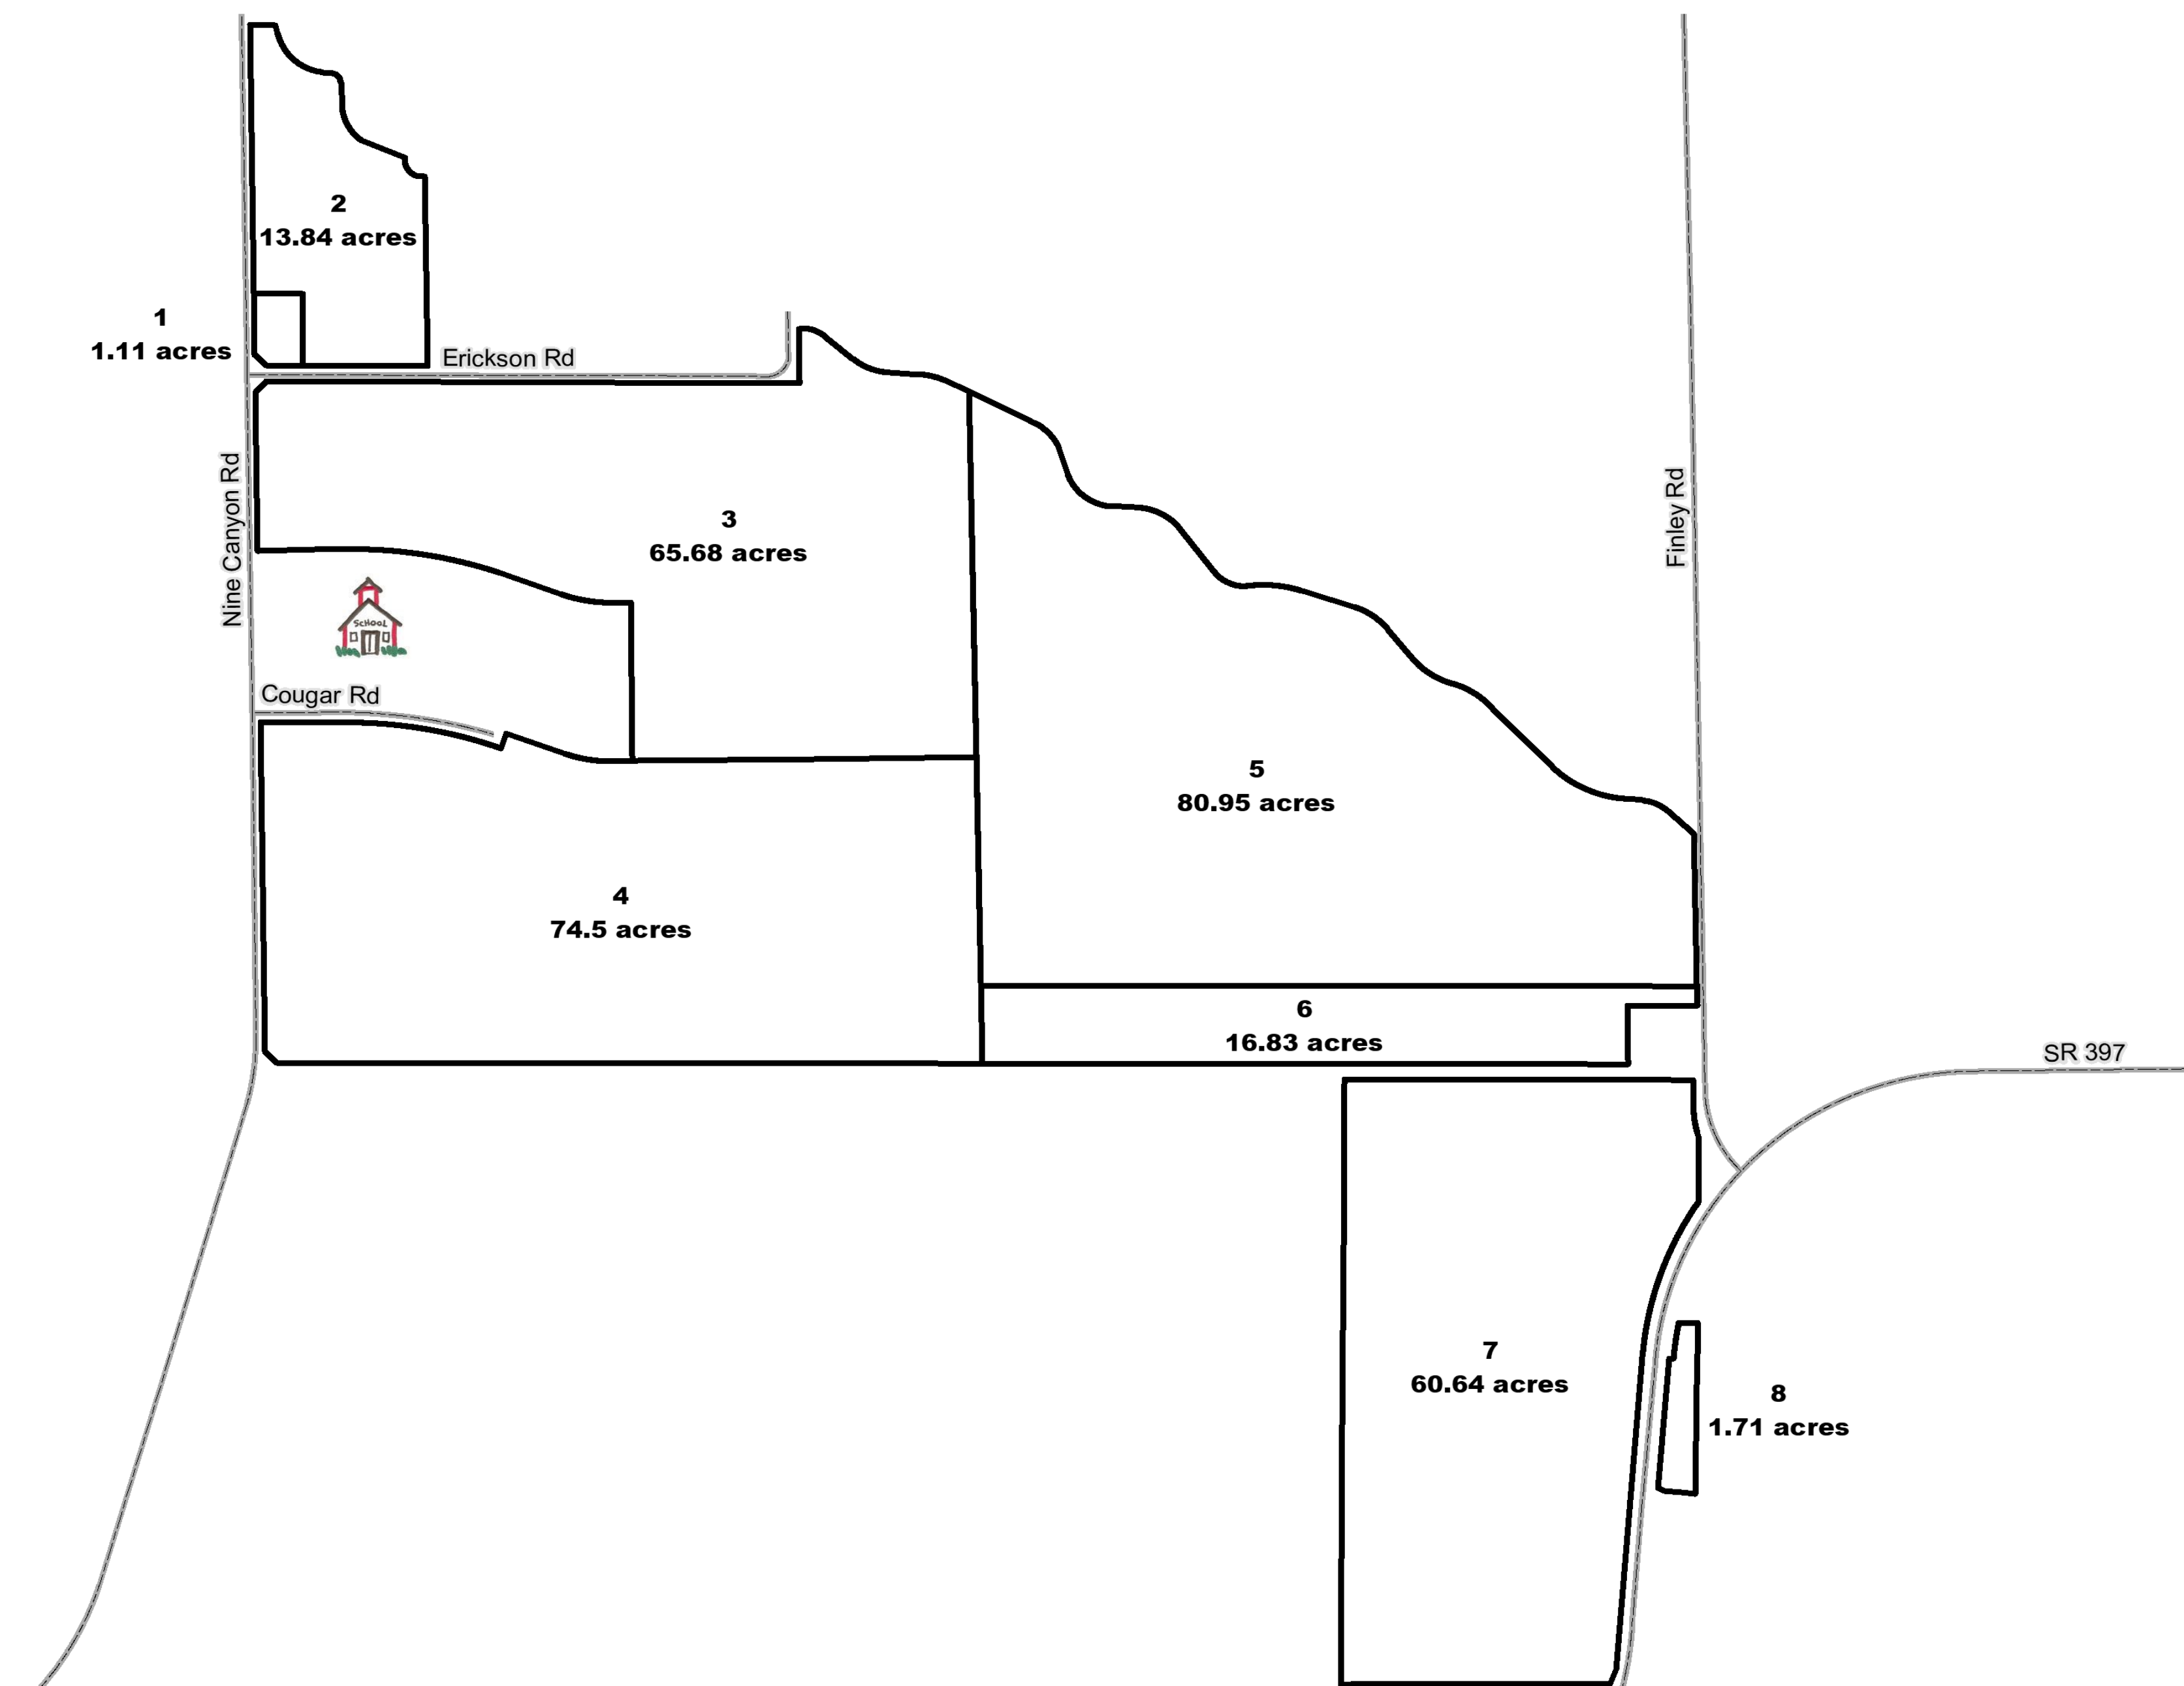 2
13.84 acres
1
1.11 acres
Erickson Rd
Nine Canyon Rd
3
65.68 acres
Finley Rd
SCHOOL
Cougar Rd
5
80.95 acres
4
74.5 acres
6
16.83 acres
SR 397
7
60.64 acres
8
1.71 acres